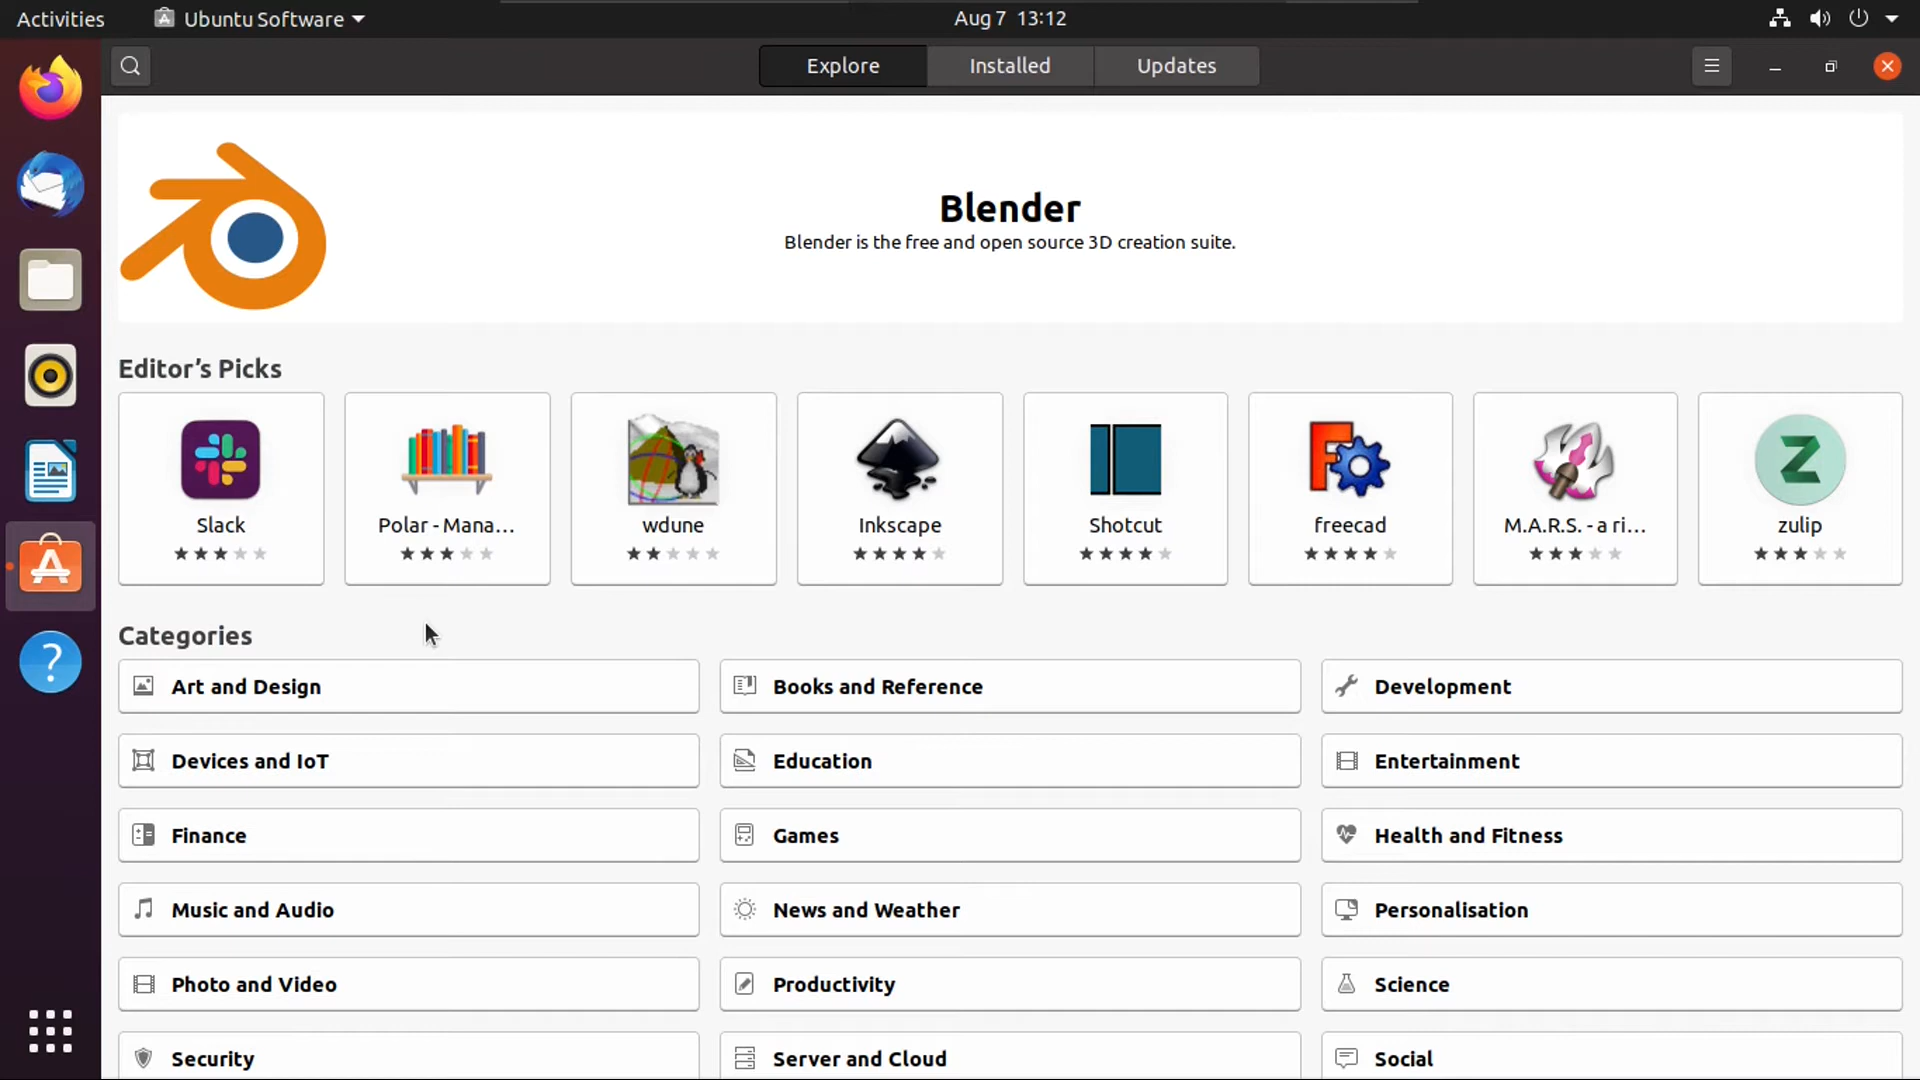 Activities
Ubuntu Software
Aug 7 13:12
Explore
Installed
Updates
Blender
Blender is the free and open source 3D creation suite.
Editor's Picks
Slack
Polar - Mana...
wdune
Inkscape
Shotcut
freecad
M.A.R.S. - a ri...
Z
zulip
Categories
Art and Design
Books and Reference
Development
Devices and IoT
Education
Entertainment
Finance
Games
Health and Fitness
Music and Audio
News and Weather
Personalisation
Photo and Video
Productivity
Science
Security
Server and Cloud
Social